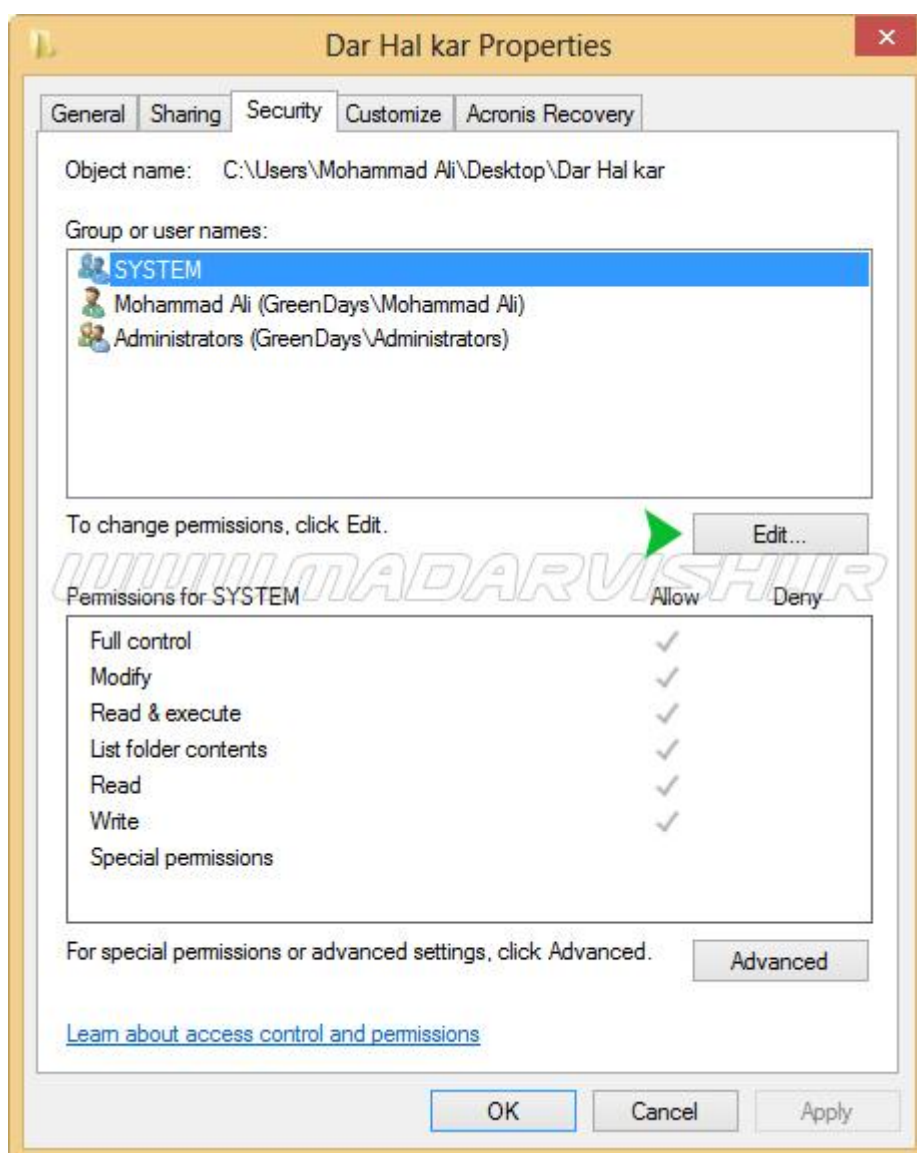 Dar Hal kar Properties
General Sharing Security Customize Acronis Recovery
Object name: C:\Users\Mohammad Ali\Desktop\Dar Hal kar
Group or user names:
SYSTEM
Mohammad Ali (GreenDays\Mohammad Ali)
Administrators (GreenDays\Administrators)
To change permissions, click Edit.
Edit...
WWW.MADARVISH.IR
Permissions for SYSTEM Allow Deny
Full control
Modify
Read & execute
List folder contents
Read
Write
Special permissions
For special permissions or advanced settings, click Advanced.
Advanced
Learn about access control and permissions
OK Cancel Apply